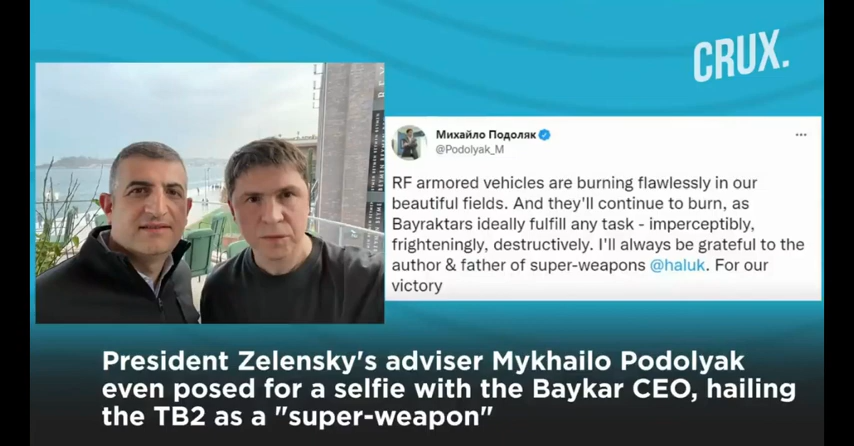 CRUX.
Михайло Подоляк
@Podolyak_M
RF armored vehicles are burning flawlessly in our
beautiful fields. And they'll continue to burn, as
Bayraktars ideally fulfill any task - imperceptibly,
frighteningly, destructively. I'll always be grateful to the
author & father of super-weapons @haluk. For our
victory
President Zelensky's adviser Mykhailo Podolyak
even posed for a selfie with the Baykar CEO, hailing
the TB2 as a "super-weapon"